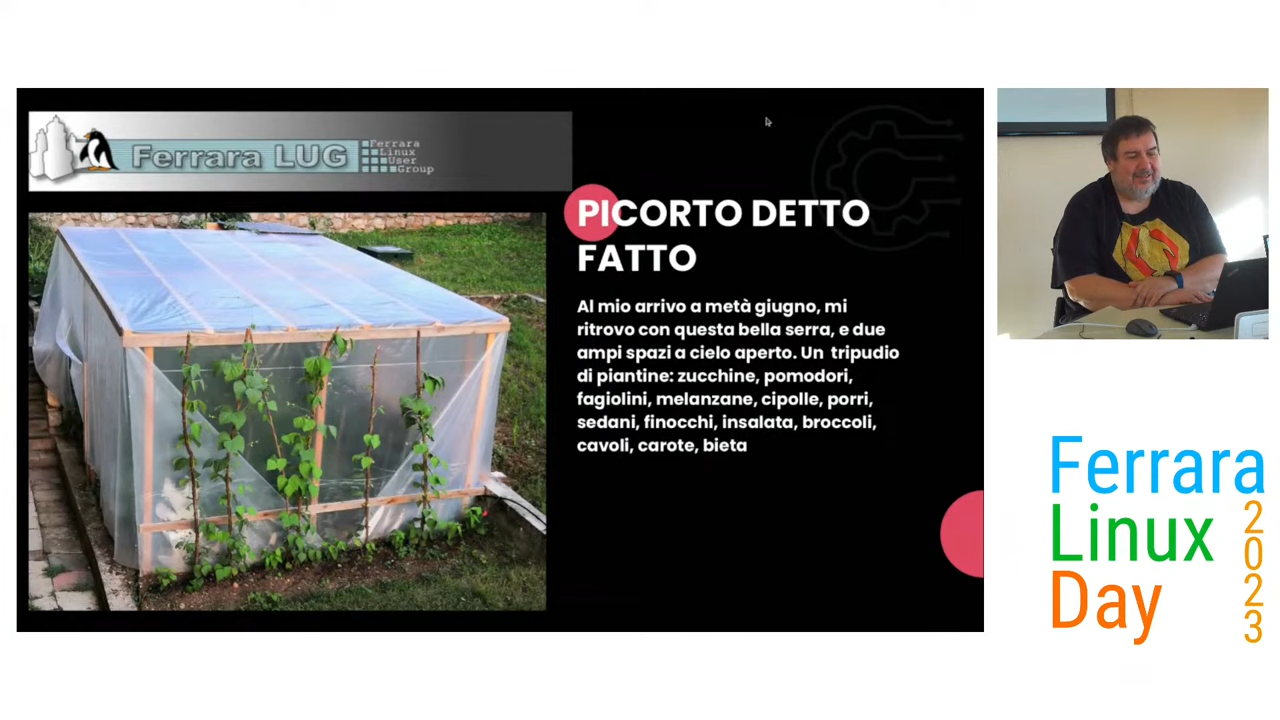 Ferrara LUG
Ferrara
Linux
User
Group
PICORTO DETTO
FATTO
Al mio arrivo a metà giugno, mi
ritrovo con questa bella serra, e due
ampi spazi a cielo aperto. Un tripudio
di piantine: zucchine, pomodori,
fagiolini, melanzane, cipolle, porri,
sedani, finocchi, insalata, broccoli,
cavoli, carote, bieta
Ferrara
Linux
Day
2023